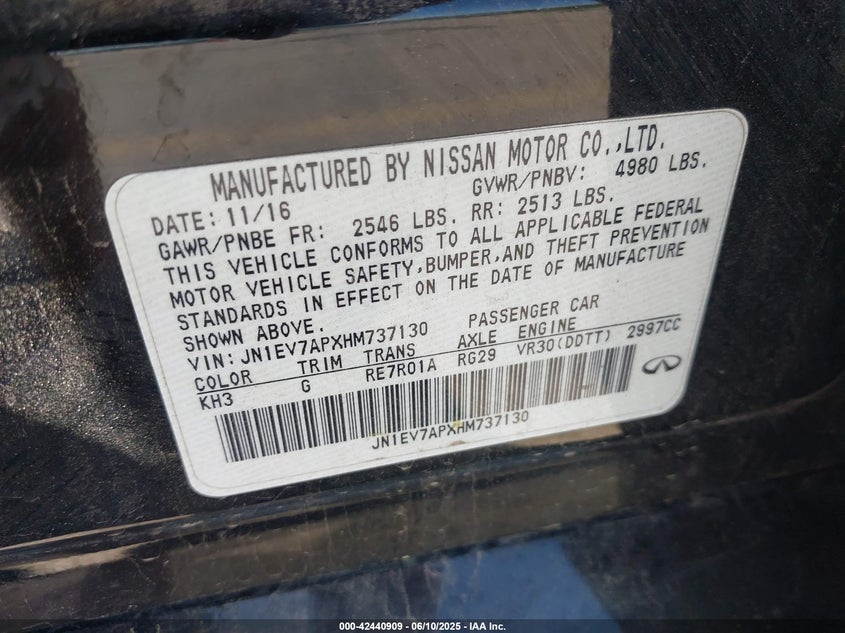 MANUFACTURED BY NISSAN MOTOR CO.,LTD.
DATE: 11/16 GVWR/PNBV: 4980 LBS.
GAWR/PNBE FR: 2546 LBS. RR: 2513 LBS.
THIS VEHICLE CONFORMS TO ALL APPLICABLE FEDERAL
MOTOR VEHICLE SAFETY,BUMPER,AND THEFT PREVENTION
STANDARDS IN EFFECT ON THE DATE OF MANUFACTURE
SHOWN ABOVE.
VIN: JN1EV7APXHM737130 PASSENGER CAR
COLOR TRIM TRANS AXLE ENGINE
KH3 G RE7R01A RG29 VR30(DDTT) 2997CC
JN1EV7APXHM737130
000-42440909 - 06/10/2025 - IAA Inc.